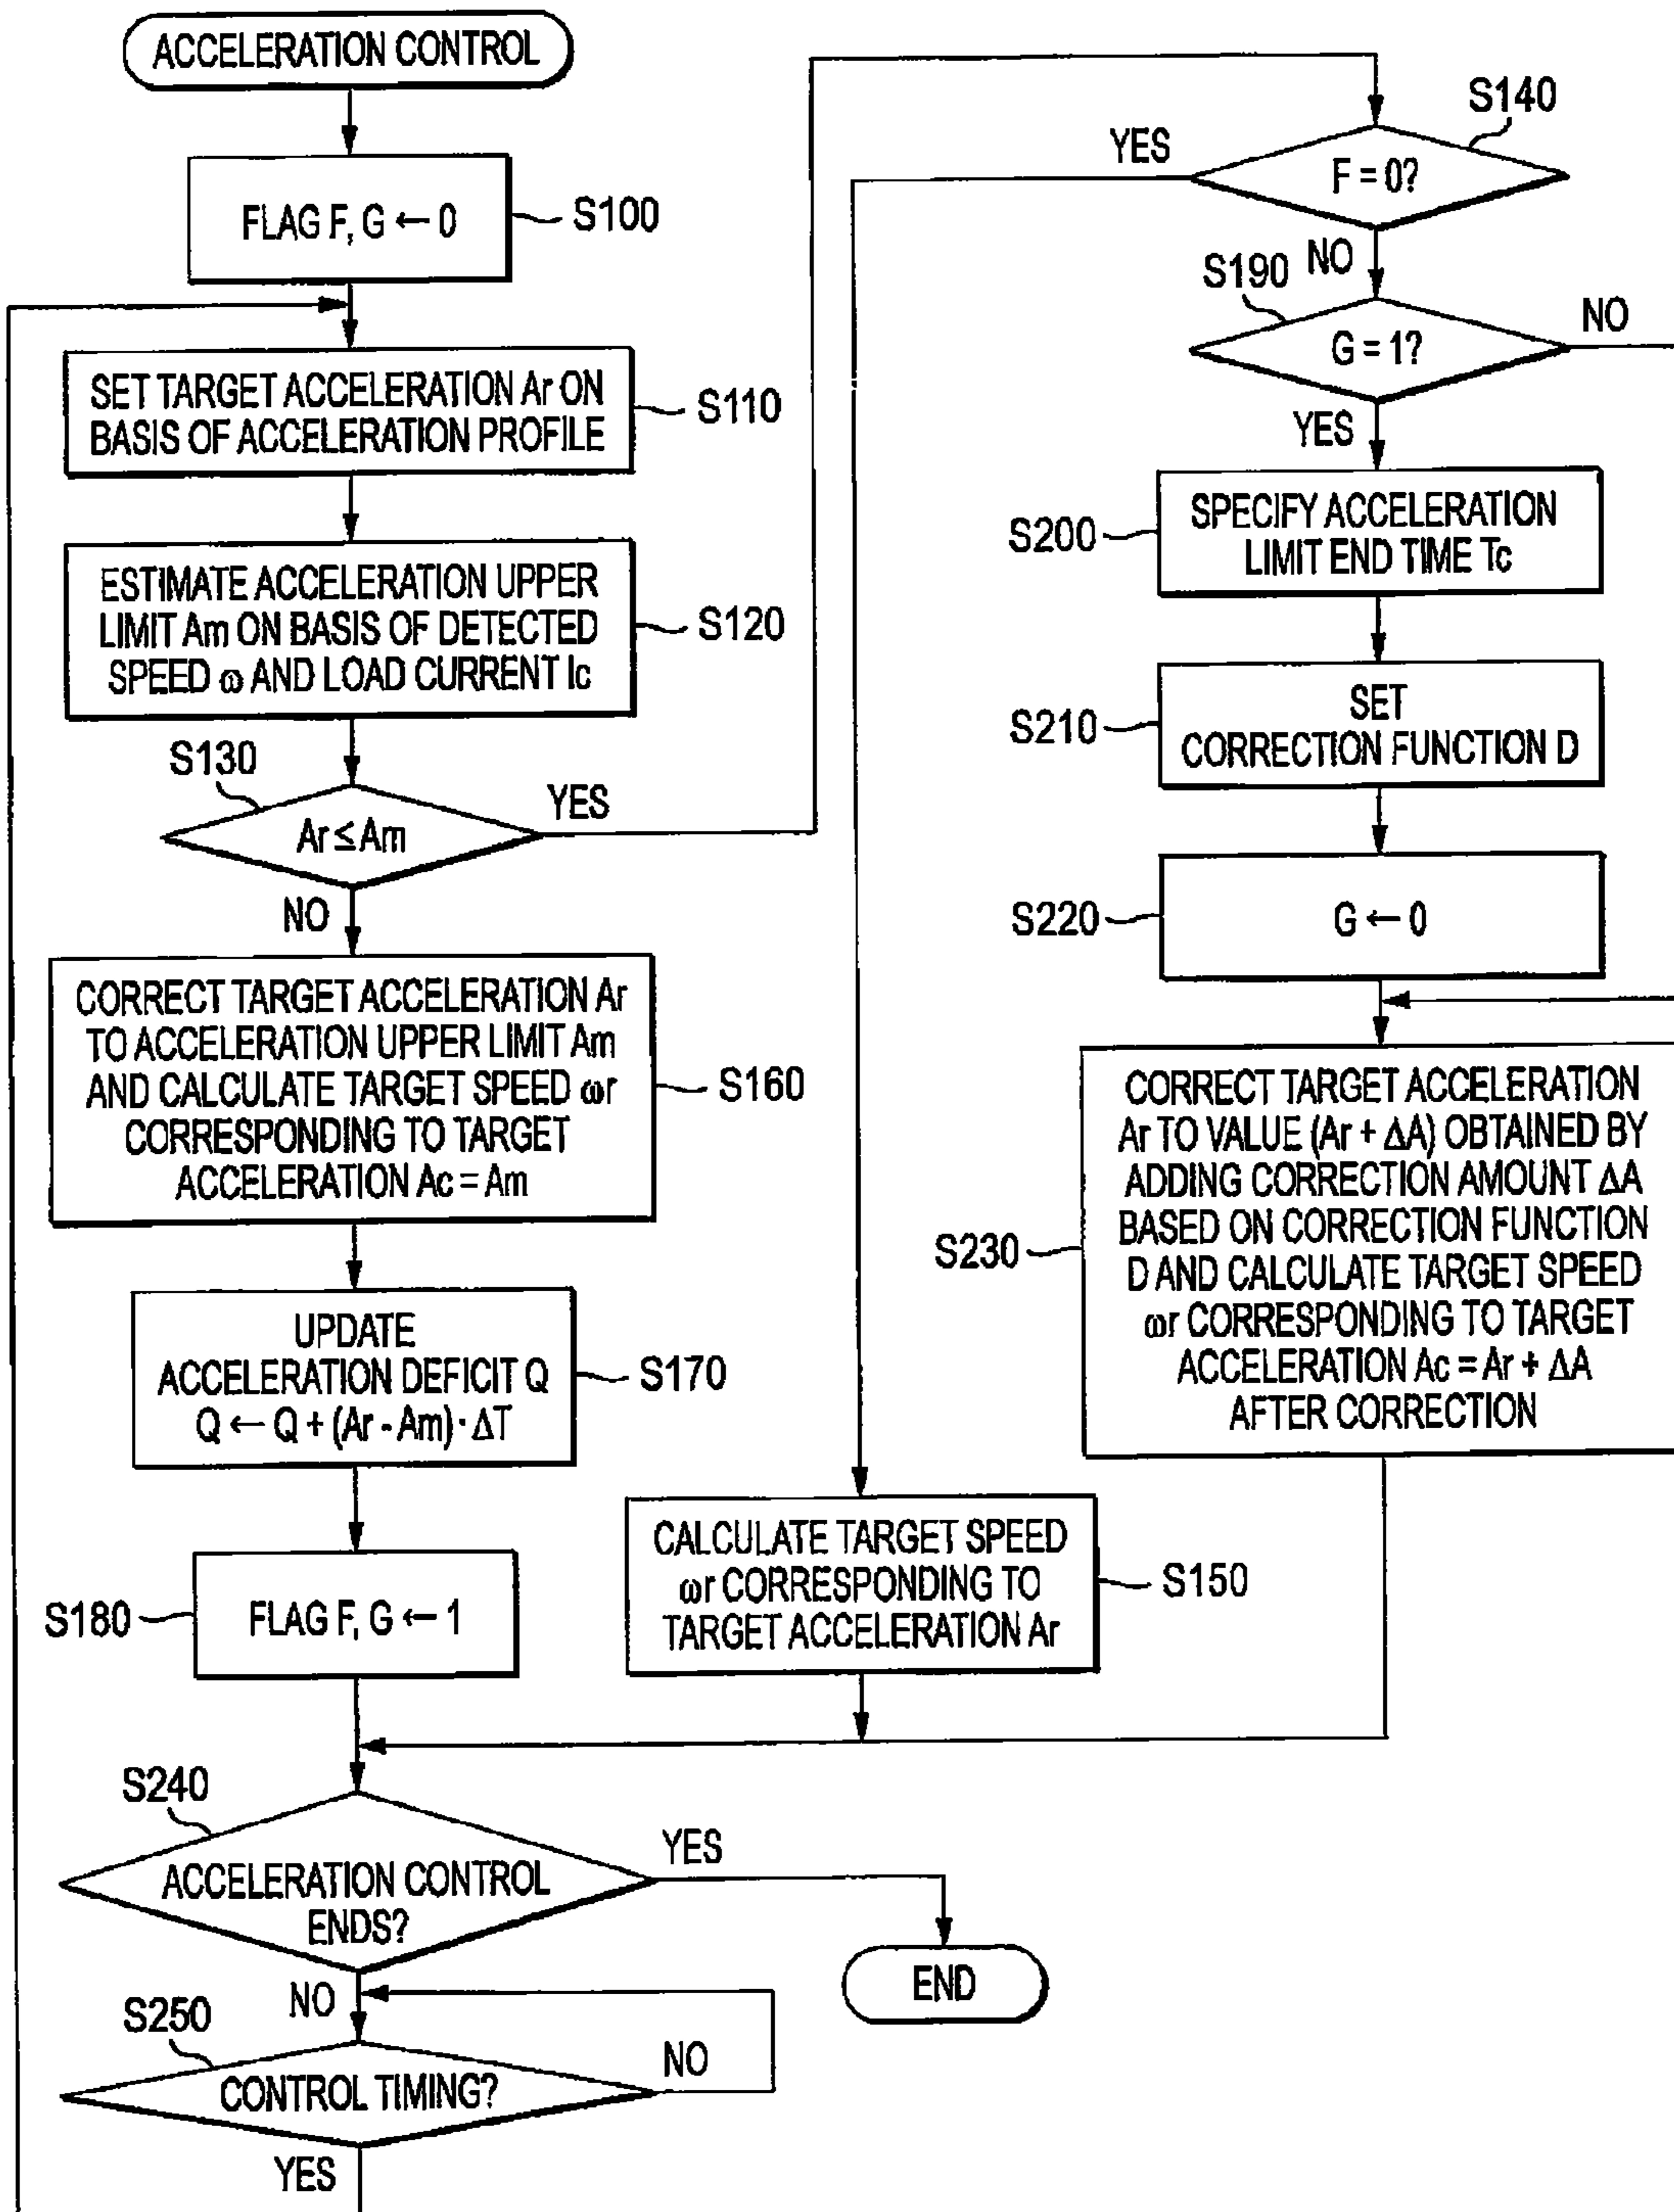 ACCELERATION CONTROL
FLAG F, G ← 0
S100
SET TARGET ACCELERATION Ar ON
BASIS OF ACCELERATION PROFILE
S110
ESTIMATE ACCELERATION UPPER
LIMIT Am ON BASIS OF DETECTED
SPEED ω AND LOAD CURRENT Ic
S120
S130
Ar ≤ Am
YES
NO
CORRECT TARGET ACCELERATION Ar
TO ACCELERATION UPPER LIMIT Am
AND CALCULATE TARGET SPEED ωr
CORRESPONDING TO TARGET
ACCELERATION Ac = Am
S160
UPDATE
ACCELERATION DEFICIT Q
Q ← Q + (Ar - Am) · ΔT
S170
S180
FLAG F, G ← 1
S140
YES
F = 0?
NO
S190
G = 1?
NO
YES
S200
SPECIFY ACCELERATION
LIMIT END TIME Tc
S210
SET
CORRECTION FUNCTION D
S220
G ← 0
S230
CORRECT TARGET ACCELERATION
Ar TO VALUE (Ar + ΔA) OBTAINED BY
ADDING CORRECTION AMOUNT ΔA
BASED ON CORRECTION FUNCTION
D AND CALCULATE TARGET SPEED
ωr CORRESPONDING TO TARGET
ACCELERATION Ac = Ar + ΔA
AFTER CORRECTION
CALCULATE TARGET SPEED
ωr CORRESPONDING TO
TARGET ACCELERATION Ar
S150
S240
ACCELERATION CONTROL
ENDS?
YES
END
NO
S250
CONTROL TIMING?
NO
YES